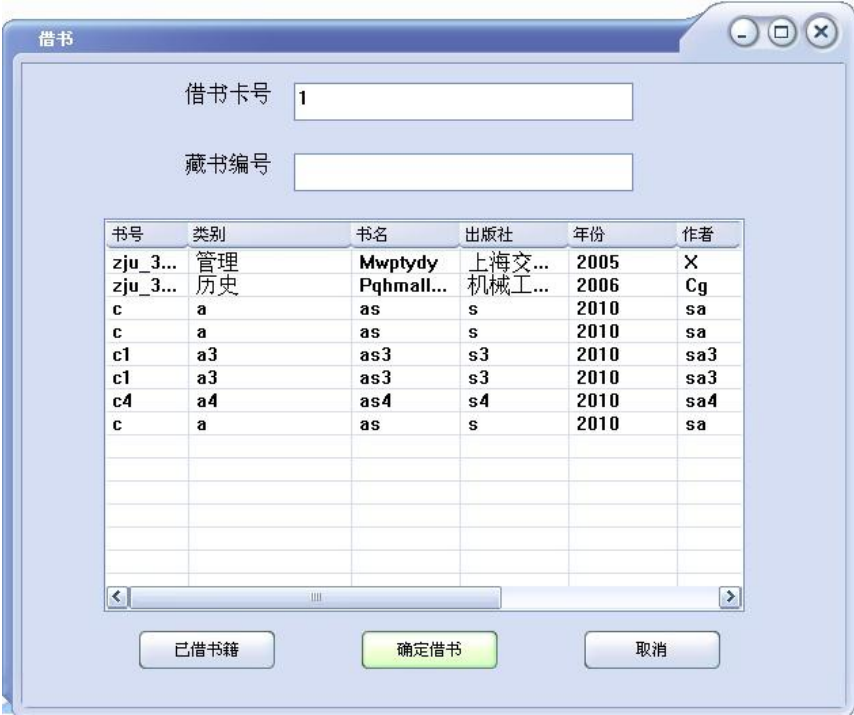 借书
借书卡号 1
藏书编号
书号 类别 书名 出版社 年份 作者
zju_3... 管理 Mwptydy 上海交... 2005 X
zju_3... 历史 Pqhmall... 机械工... 2006 Cg
c a as s 2010 sa
c a as s 2010 sa
c1 a3 as3 s3 2010 sa3
c1 a3 as3 s3 2010 sa3
c4 a4 as4 s4 2010 sa4
c a as s 2010 sa
已借书籍 确定借书 取消